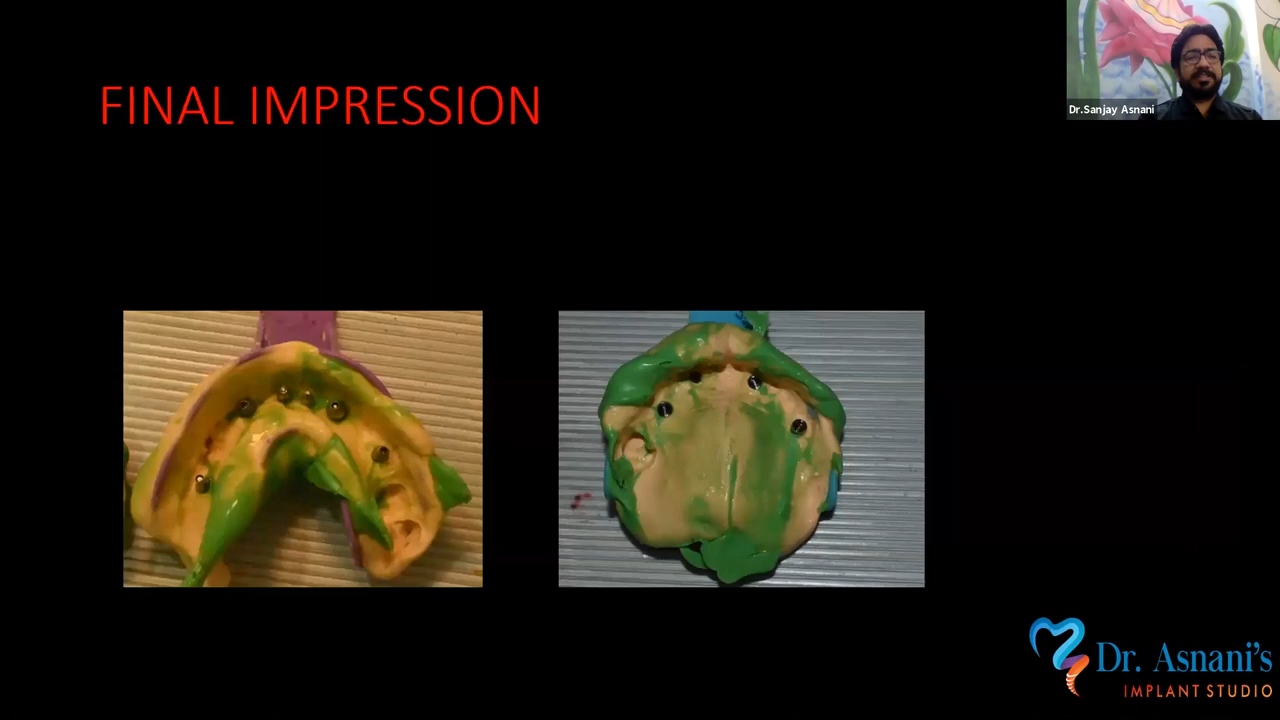 FINAL IMPRESSION
Dr.Sanjay Asnani
Dr. Asnani's
IMPLANT STUDIO